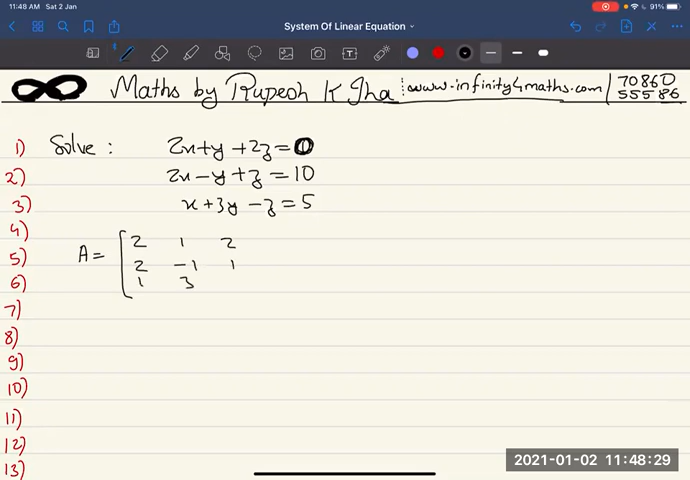 11:48 AM Sat 2 Jan 91%
System Of Linear Equation
∞ Maths by Rupesh K Jha www.infinity4maths.com 70860
55586
1) Solve : 2x+y+2z=0
2) 2x-y+z=10
3) x+3y-z=5
4)
A= [ 2 1 2
5) 2 -1 1
6) 1 3
7)
8)
9)
10)
11)
12)
13)
2021-01-02 11:48:29